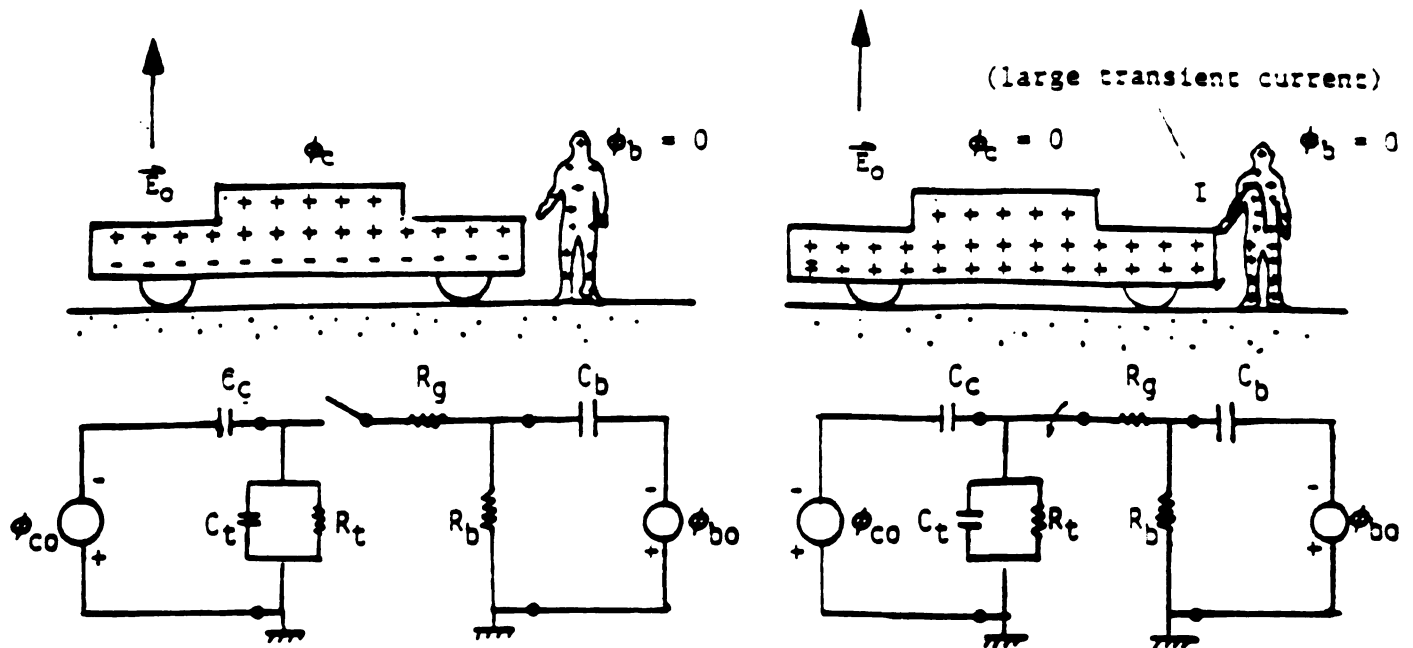 (large transient current)
E₀ ϕc ϕb = 0
E₀ ϕc = 0 I ϕb = 0
Cc Rg Cb
- + ϕco Ct Rt Rb - + ϕbo
Cc Rg Cb
- + ϕco Ct Rt Rb - + ϕbo